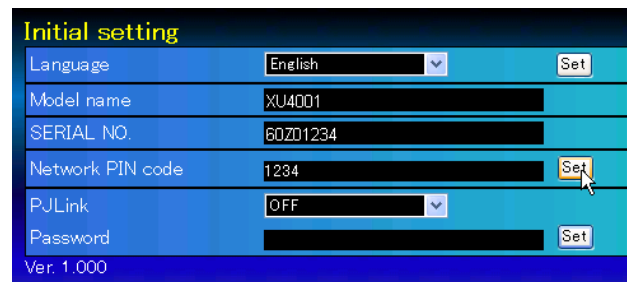 Initial setting
Language English Set
Model name XU4001
SERIAL NO. 60Z01234
Network PIN code 1234 Set
PJLink OFF
Password Set
Ver. 1.000